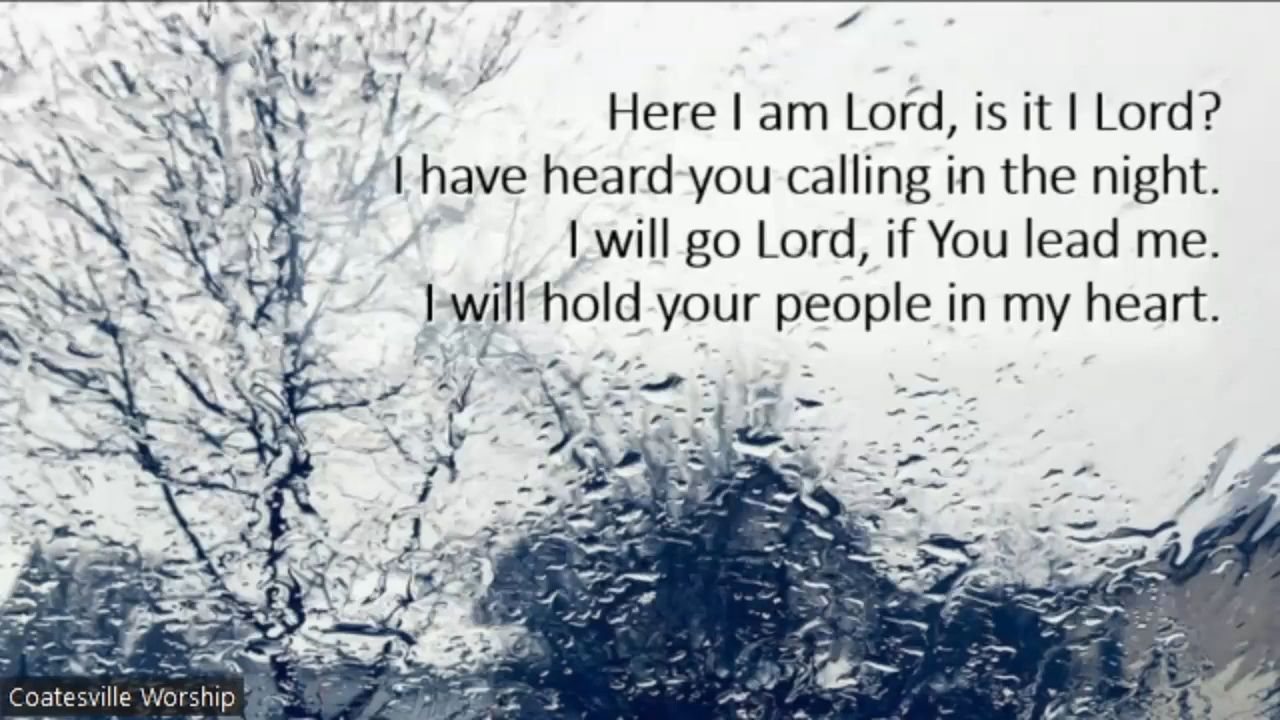 Here I am Lord, is it I Lord?
I have heard you calling in the night.
I will go Lord, if You lead me.
I will hold your people in my heart.
Coatesville Worship